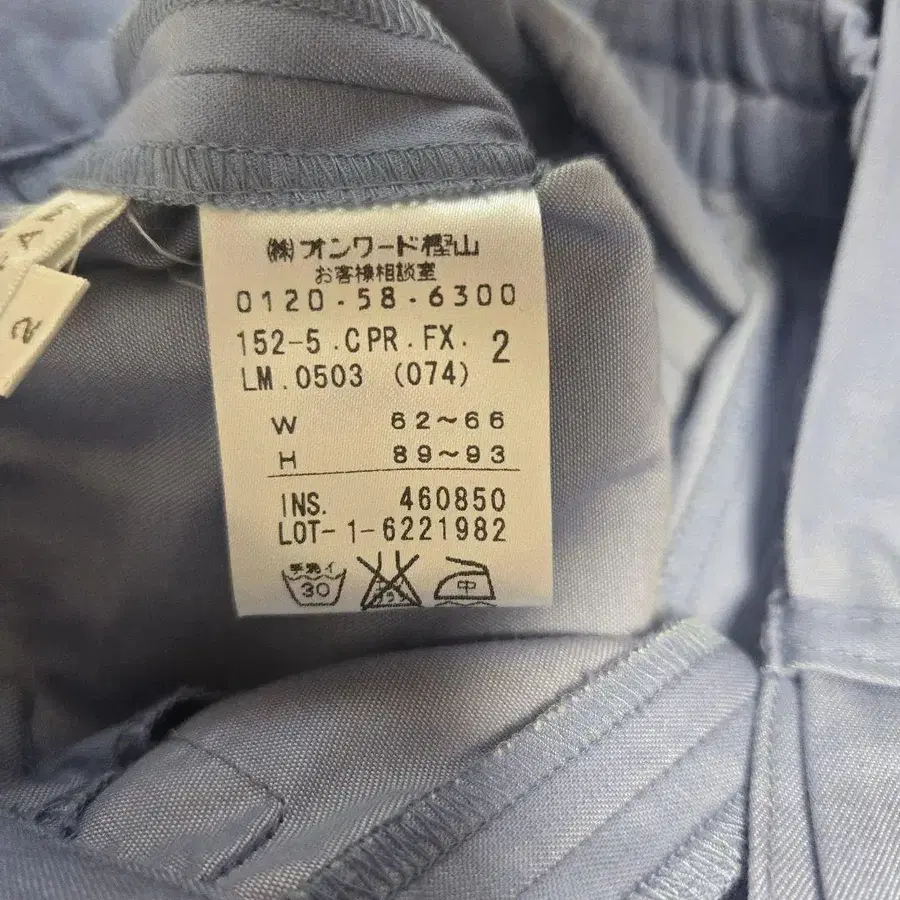 ㈱オンワード樫山
お客様相談室
0120-58-6300
152-5.CPR.FX. 2
LM.0503 (074)
W 62~66
H 89~93
INS. 460850
LOT-1-6221982
手洗イ
30
中
2